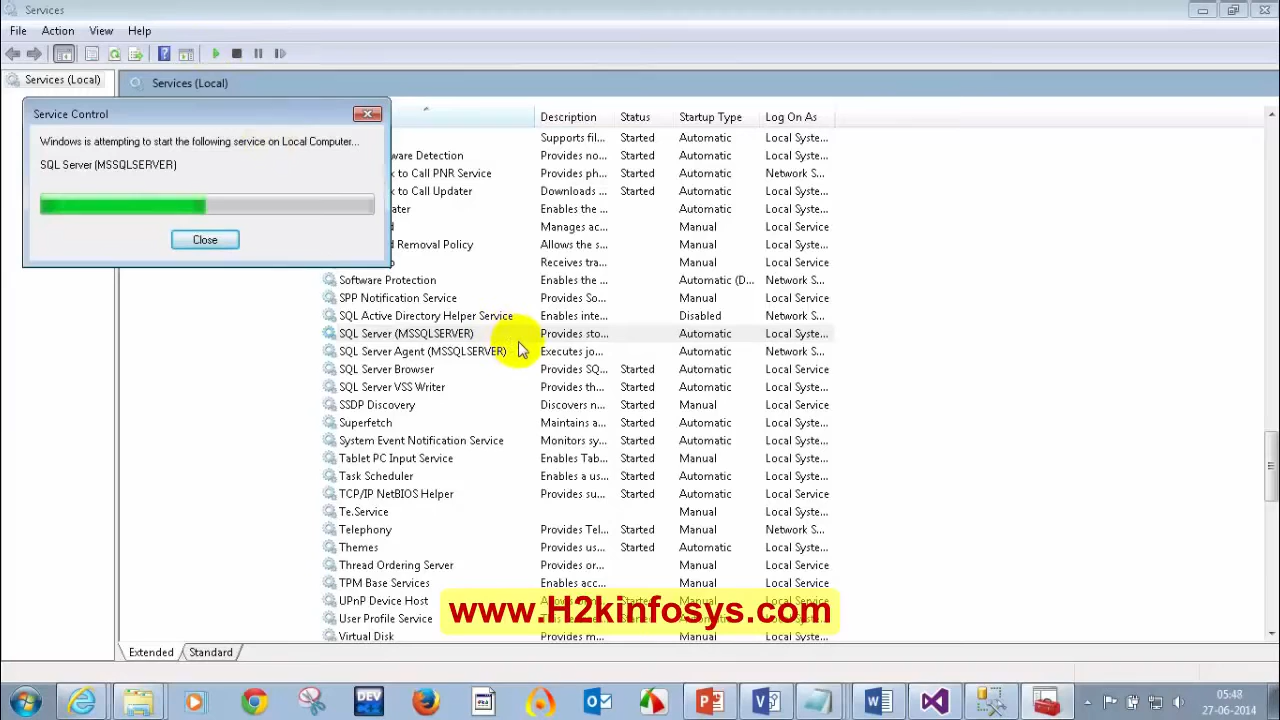 Services
File Action View Help
Services (Local)
Services (Local)
Service Control
Windows is attempting to start the following service on Local Computer...
SQL Server (MSSQLSERVER)
Close
Description Status Startup Type Log On As
Supports fil... Started Automatic Local Syste...
ware Detection Provides no... Started Automatic Local Syste...
k to Call PNR Service Provides ph... Started Automatic Network S...
k to Call Updater Downloads ... Started Automatic Local Syste...
ater Enables the ... Automatic Local Syste...
Manages ac... Manual Local Service
d Removal Policy Allows the s... Manual Local Syste...
Receives tra... Manual Local Service
Software Protection Enables the ... Automatic (D... Network S...
SPP Notification Service Provides So... Manual Local Service
SQL Active Directory Helper Service Enables inte... Disabled Network S...
SQL Server (MSSQLSERVER) Provides sto... Automatic Local Syste...
SQL Server Agent (MSSQLSERVER) Executes jo... Automatic Network S...
SQL Server Browser Provides SQ... Started Manual Local Service
SQL Server VSS Writer Provides th... Started Automatic Local Syste...
SSDP Discovery Discovers n... Started Manual Local Service
Superfetch Maintains a... Started Automatic Local Syste...
System Event Notification Service Monitors sy... Started Automatic Local Syste...
Tablet PC Input Service Enables Tab... Started Manual Local Syste...
Task Scheduler Enables a us... Started Automatic Local Syste...
TCP/IP NetBIOS Helper Provides su... Started Automatic Local Service
Te.Service Manual Local Syste...
Telephony Provides Tel... Started Manual Network S...
Themes Provides us... Started Automatic Local Syste...
Thread Ordering Server Provides or... Manual Local Service
TPM Base Services Enables acc... Manual Local Service
UPnP Device Host Manual Local Service
User Profile Service Automatic Local Syste...
www.H2kinfosys.com
Virtual Disk Provides m... Manual Local Syste...
Extended Standard
DEV
05:48
27-06-2014